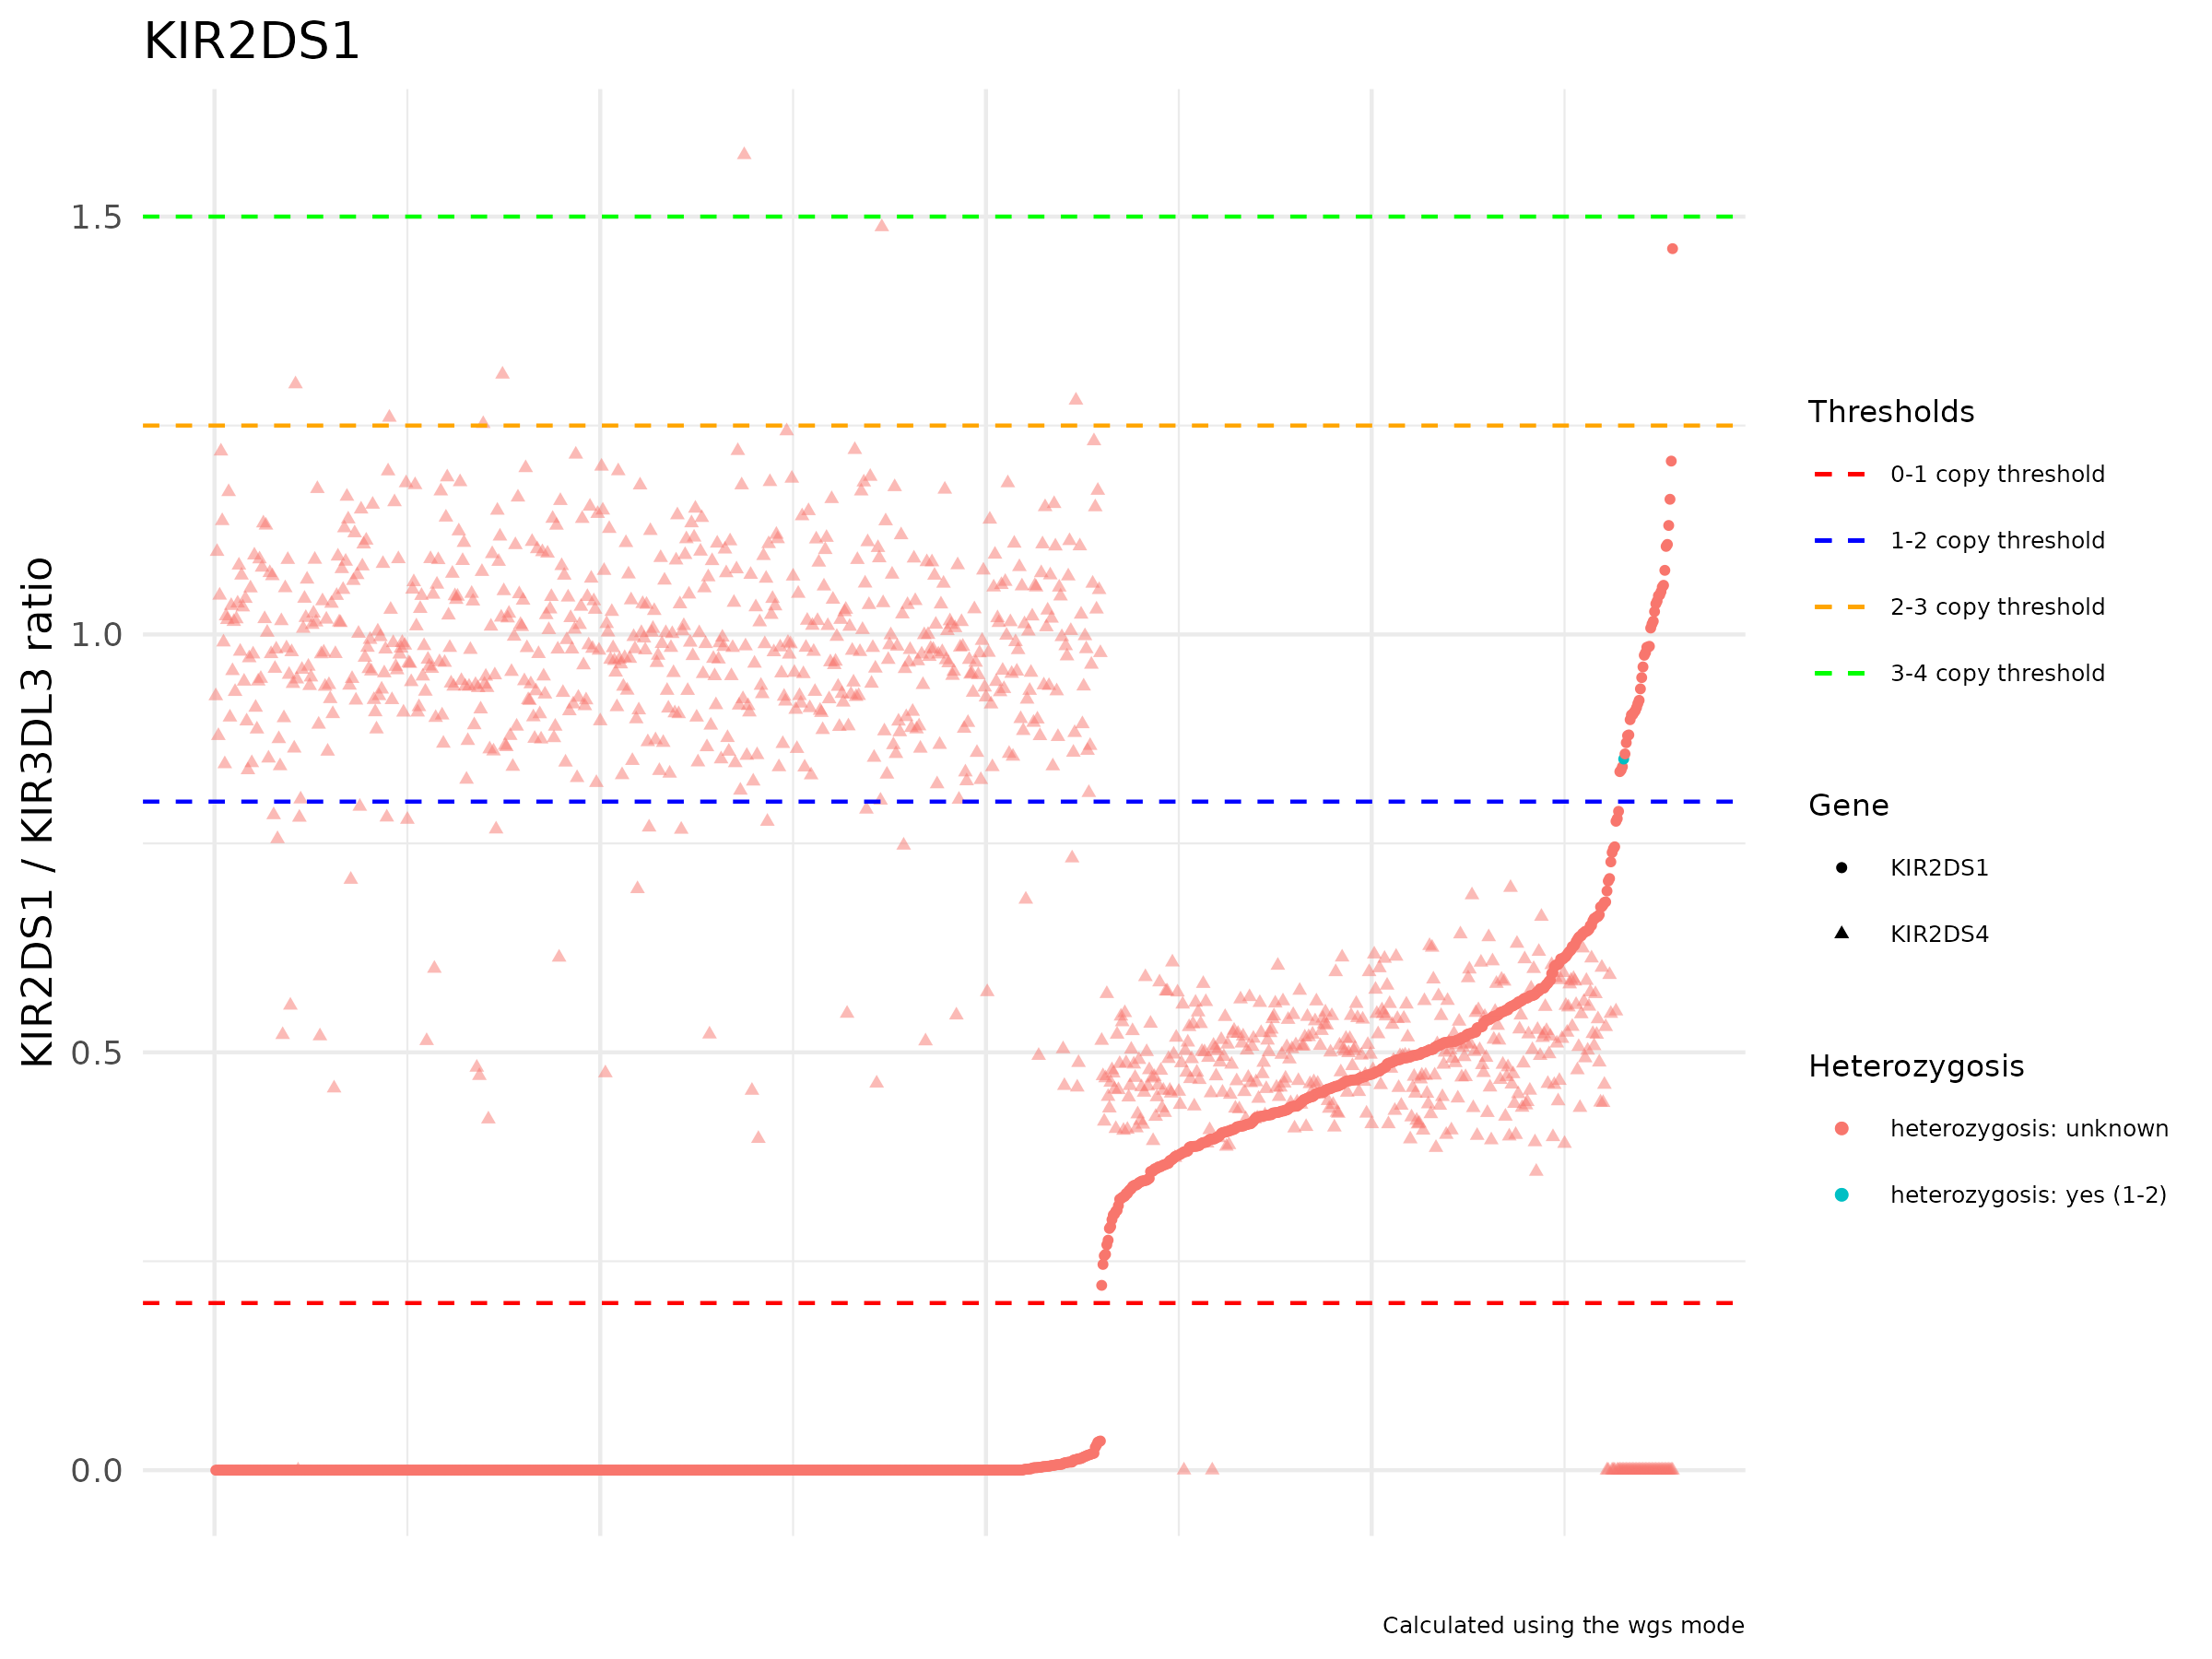 KIR2DS1
KIR2DS1 / KIR3DL3 ratio
1.5
1.0
0.5
0.0
Thresholds
0-1 copy threshold
1-2 copy threshold
2-3 copy threshold
3-4 copy threshold
Gene
KIR2DS1
KIR2DS4
Heterozygosis
heterozygosis: unknown
heterozygosis: yes (1-2)
Calculated using the wgs mode